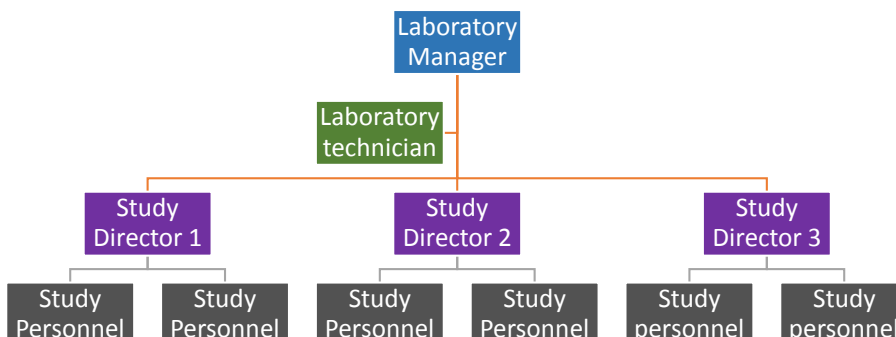 Laboratory
Manager
Laboratory
technician
Study
Director 1
Study
Director 2
Study
Director 3
Study
Personnel
Study
Personnel
Study
Personnel
Study
Personnel
Study
personnel
Study
personnel